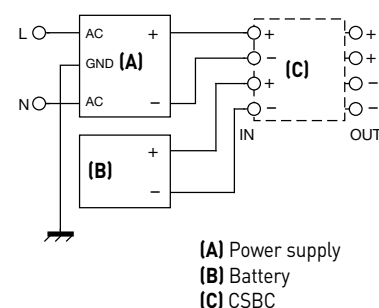 L AC + + +
GND (A) - (C) +
N AC - + -
- -
(B) + IN OUT
-
(A) Power supply
(B) Battery
(C) CSBC